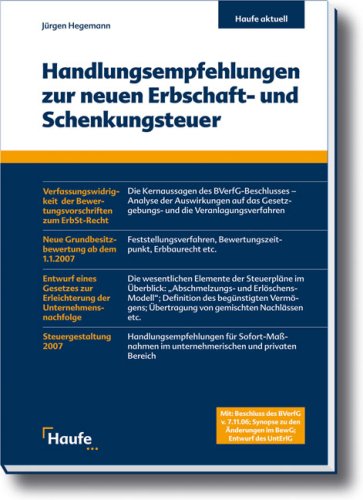 Jürgen Hegemann
Haufe aktuell
Handlungsempfehlungen
zur neuen Erbschaft- und
Schenkungsteuer
Verfassungswidrig-
keit der Bewer-
tungsvorschriften
zum ErbSt-Recht
Die Kernaussagen des BVerfG-Beschlusses –
Analyse der Auswirkungen auf das Gesetz-
gebungs- und die Veranlagungsverfahren
Neue Grundbesitz-
bewertung ab dem
1.1.2007
Feststellungsverfahren, Bewertungszeit-
punkt, Erbbaurecht etc.
Entwurf eines
Gesetzes zur
Erleichterung der
Unternehmens-
nachfolge
Die wesentlichen Elemente der Steuerpläne im
Überblick: „Abschmelzungs- und Erlöschens-
Modell“; Definition des begünstigten Vermö-
gens; Übertragung von gemischten Nachlässen
etc.
Steuergestaltung
2007
Handlungsempfehlungen für Sofort-Maß-
nahmen im unternehmerischen und privaten
Bereich
Mit: Beschluss des BVerfG
v. 7.11.06; Synopse zu den
Änderungen im BewG;
Entwurf des UntErlG
Haufe